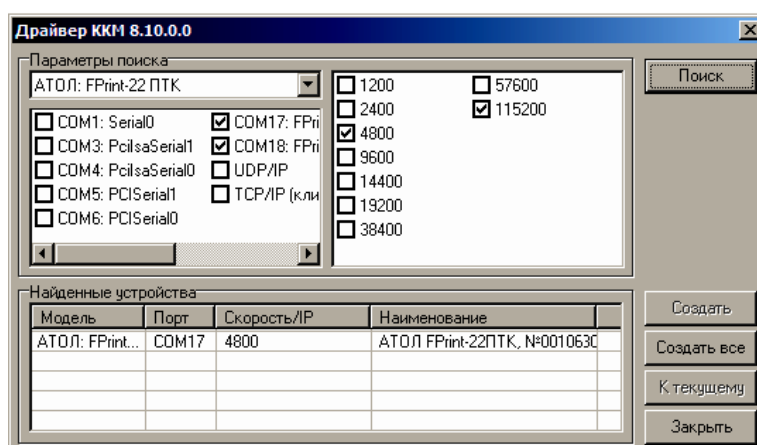 Драйвер ККМ 8.10.0.0
Параметры поиска
АТОЛ: FPrint-22 ПТК
COM1: Serial0
COM3: PciIsaSerial1
COM4: PciIsaSerial0
COM5: PCISerial1
COM6: PCISerial0
COM17: FPri
COM18: FPri
UDP/IP
TCP/IP (кли
1200
2400
4800
9600
14400
19200
38400
57600
115200
Поиск
Найденные устройства
Модель Порт Скорость/IP Наименование
АТОЛ: FPrint... COM17 4800 АТОЛ FPrint-22ПТК, №0010630
Создать
Создать все
К текущему
Закрыть